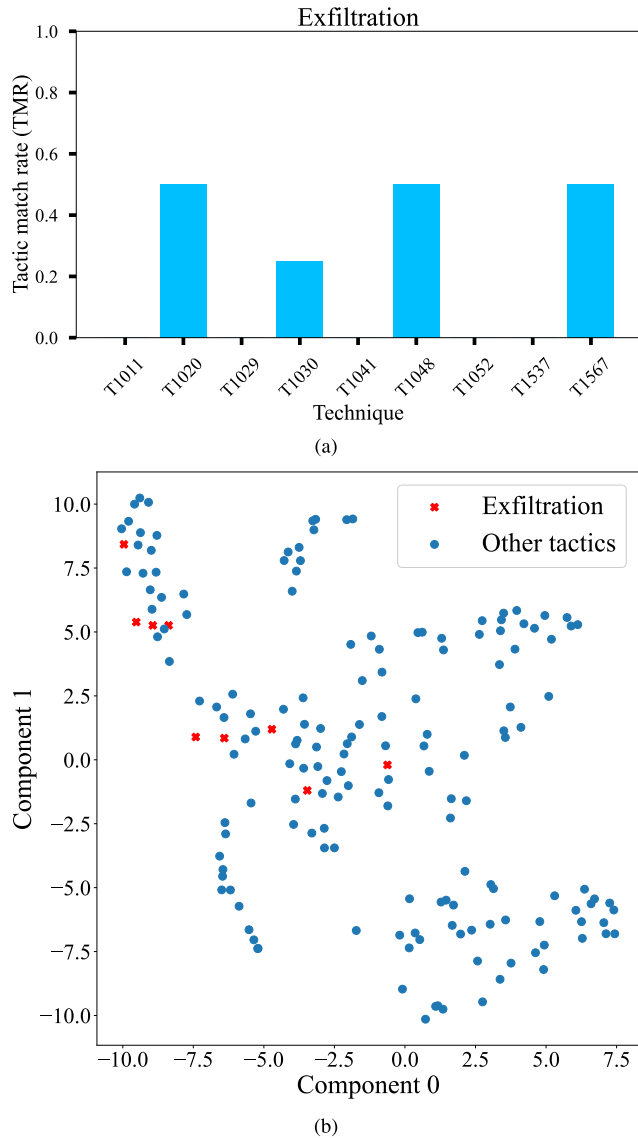 Exfiltration
Tactic match rate (TMR)
1.0
0.8
0.6
0.4
0.2
0.0
T1011
T1020
T1029
T1030
T1041
T1048
T1052
T1537
T1567
Technique
(a)
Exfiltration
Other tactics
Component 1
10.0
7.5
5.0
2.5
0.0
−2.5
−5.0
−7.5
−10.0
−10.0
−7.5
−5.0
−2.5
0.0
2.5
5.0
7.5
Component 0
(b)